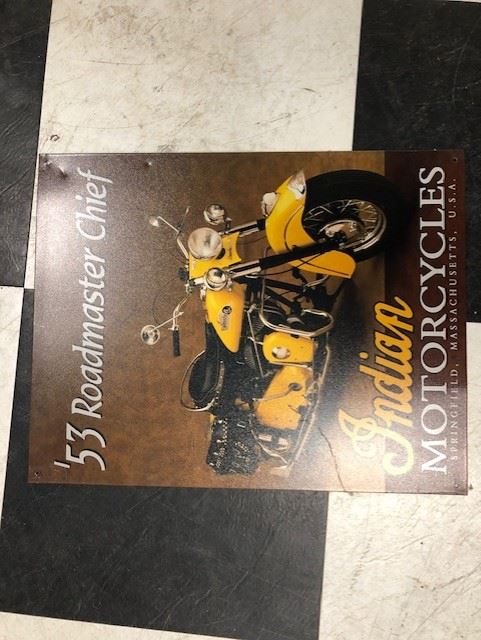 '53 Roadmaster Chief
Indian
MOTORCYCLES
SPRINGFIELD, MASSACHUSETTS, U.S.A.